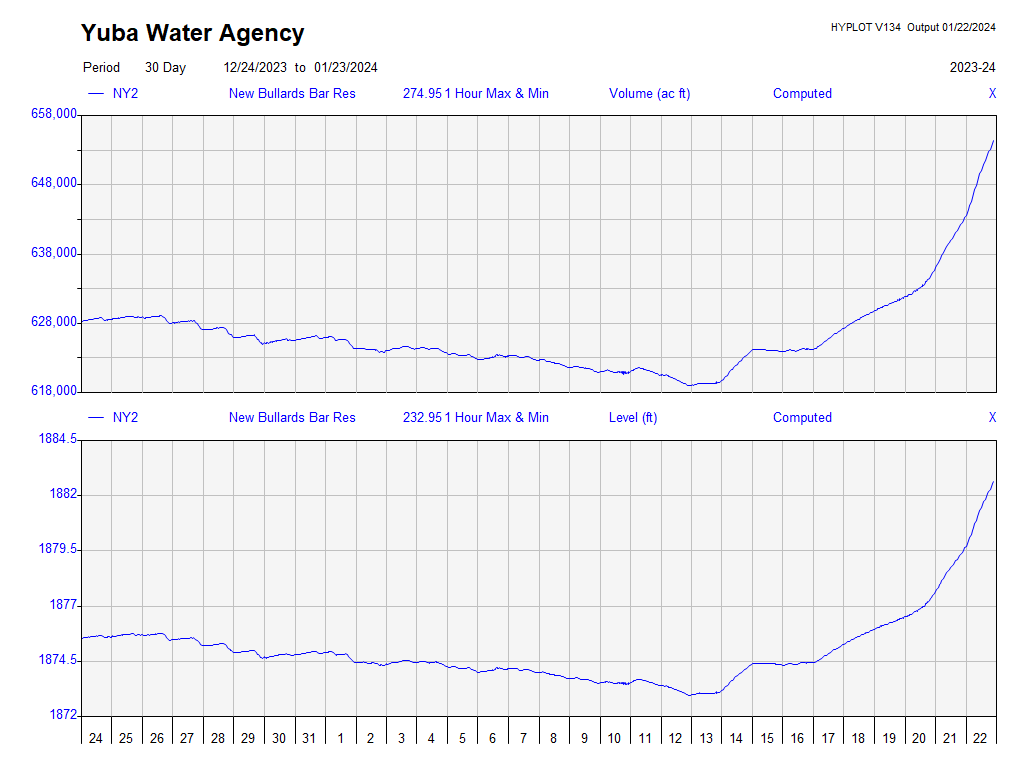 Yuba Water Agency
HYPLOT V134 Output 01/22/2024
Period 30 Day 12/24/2023 to 01/23/2024 2023-24
NY2 New Bullards Bar Res 274.95 1 Hour Max & Min Volume (ac ft) Computed X
658,000
648,000
638,000
628,000
618,000
NY2 New Bullards Bar Res 232.95 1 Hour Max & Min Level (ft) Computed X
1884.5
1882
1879.5
1877
1874.5
1872
24 25 26 27 28 29 30 31 1 2 3 4 5 6 7 8 9 10 11 12 13 14 15 16 17 18 19 20 21 22